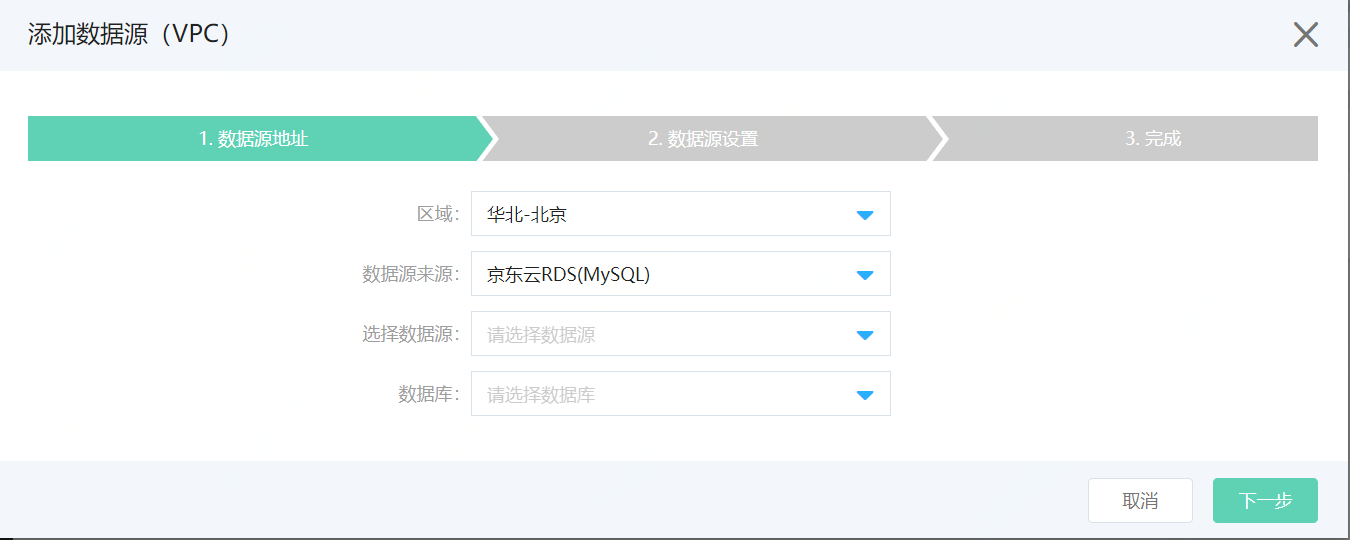 添加数据源（VPC）
1. 数据源地址
2. 数据源设置
3. 完成
区域: 华北-北京
数据源来源: 京东云RDS(MySQL)
选择数据源: 请选择数据源
数据库: 请选择数据库
取消 下一步